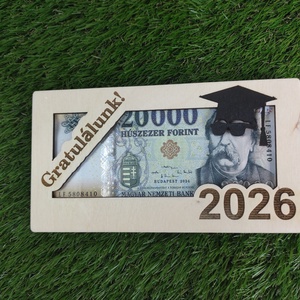 Gratulálunk!
20000
HÚSZEZER FORINT
BUDAPEST
MAGYAR NEMZETI BANK
2026